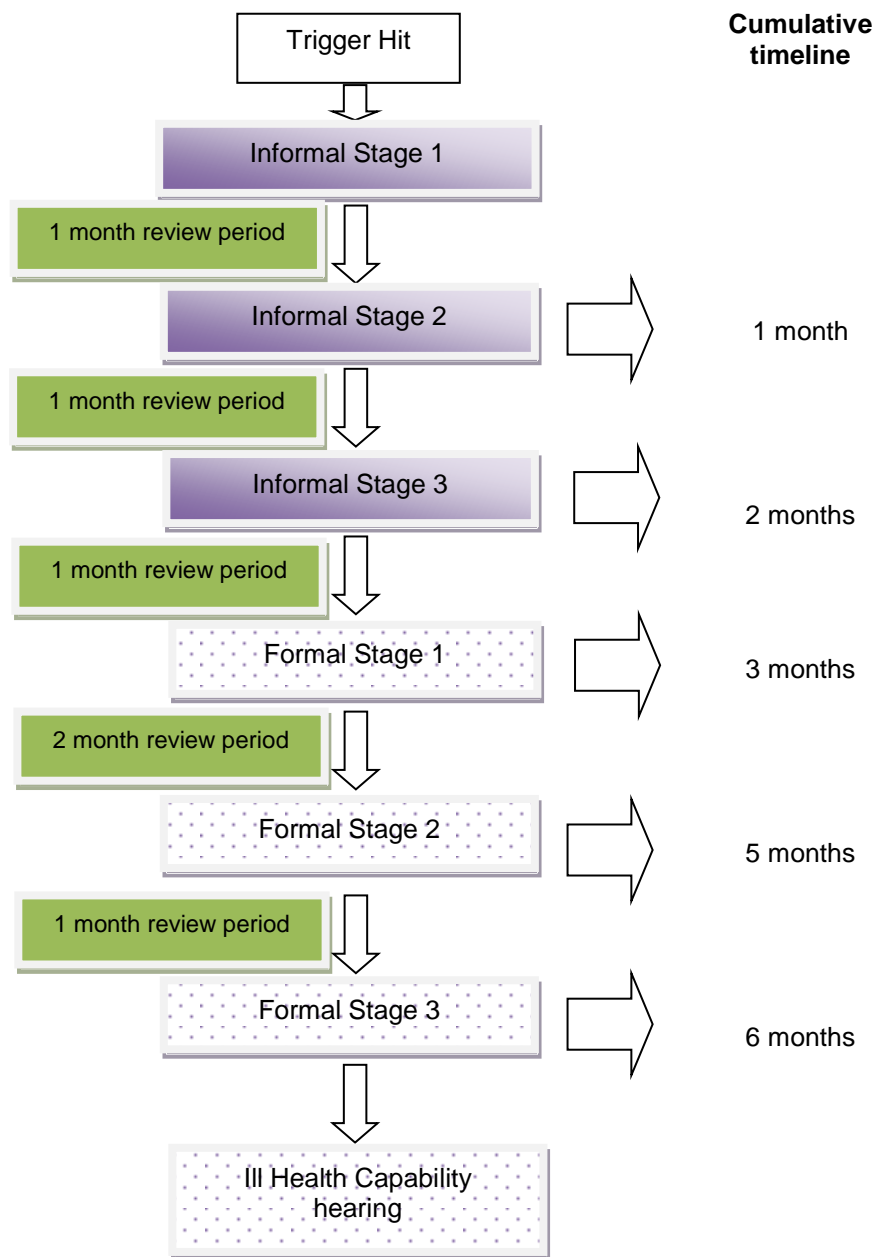 Trigger Hit
Cumulative
timeline
Informal Stage 1
1 month review period
Informal Stage 2
1 month
1 month review period
Informal Stage 3
2 months
1 month review period
Formal Stage 1
3 months
2 month review period
Formal Stage 2
5 months
1 month review period
Formal Stage 3
6 months
Ill Health Capability
hearing